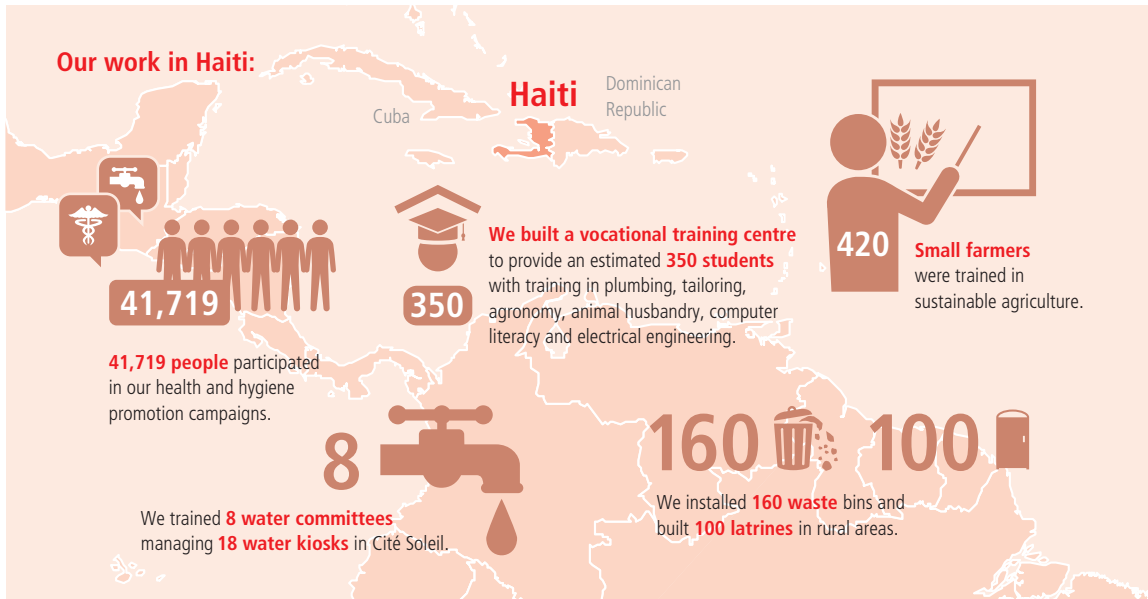 Our work in Haiti:
Haiti
Dominican
Republic
Cuba
41,719
41,719 people participated
in our health and hygiene
promotion campaigns.
350
We built a vocational training centre
to provide an estimated 350 students
with training in plumbing, tailoring,
agronomy, animal husbandry, computer
literacy and electrical engineering.
420
Small farmers
were trained in
sustainable agriculture.
8
We trained 8 water committees
managing 18 water kiosks in Cité Soleil.
160
100
We installed 160 waste bins and
built 100 latrines in rural areas.